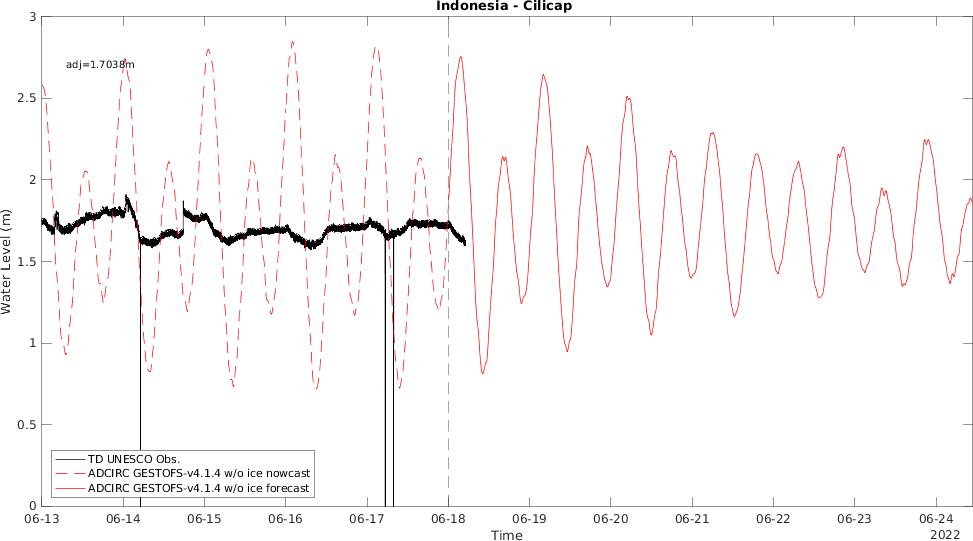 Indonesia - Cilicap
adj=1.7038m
3
2.5
2
1.5
1
0.5
0
Water Level (m)
TD UNESCO Obs.
ADCIRC GESTOFS-v4.1.4 w/o ice nowcast
ADCIRC GESTOFS-v4.1.4 w/o ice forecast
06-13 06-14 06-15 06-16 06-17 06-18 06-19 06-20 06-21 06-22 06-23 06-24
Time
2022